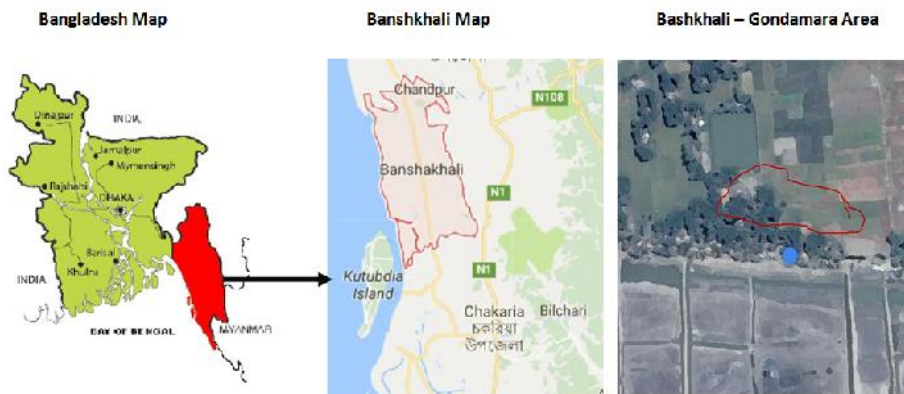 Bangladesh Map
Banshkhali Map
Bashkhali – Gondamara Area
Dinajpur
INDIA
Jamalpur
Mymensingh
Rajshahi
DHAKA
Barisal
Khulna
INDIA
BAY OF BENGAL
MYANMAR
Chandpur
N108
Banshakhali
N1
Kutubdia
Island
N1
Chakaria
চকরিয়া
উপজেলা
Bilchari